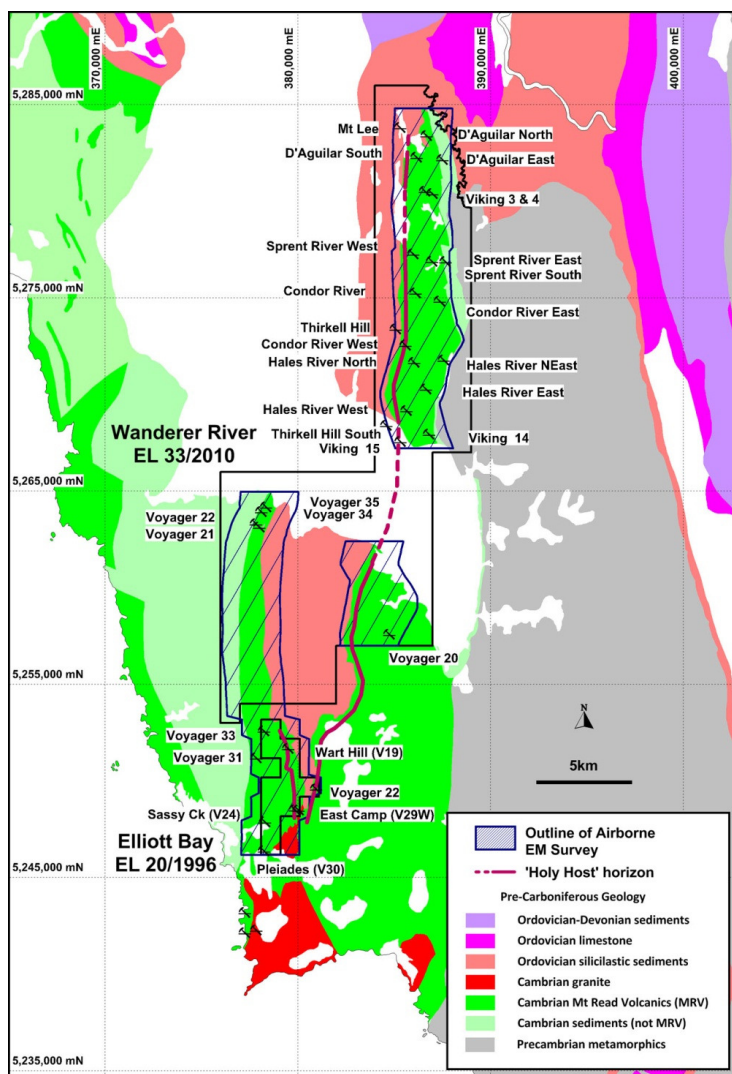 370,000 mE
380,000 mE
390,000 mE
400,000 mE
5,285,000 mN
Mt Lee
D'Aguilar North
D'Aguilar South
D'Aguilar East
Viking 3 & 4
Sprent River West
Sprent River East
Sprent River South
5,275,000 mN
Condor River
Condor River East
Thirkell Hill
Condor River West
Hales River North
Hales River NEast
Hales River East
Hales River West
Wanderer River
EL 33/2010
Thirkell Hill South
Viking 15
Viking 14
5,265,000 mN
Voyager 35
Voyager 34
Voyager 22
Voyager 21
Voyager 20
5,255,000 mN
N
Voyager 33
Wart Hill (V19)
Voyager 31
5km
Voyager 22
Sassy Ck (V24)
East Camp (V29W)
Elliott Bay
EL 20/1996
Pleiades (V30)
5,245,000 mN
Outline of Airborne
EM Survey
'Holy Host' horizon
Pre-Carboniferous Geology
Ordovician-Devonian sediments
Ordovician limestone
Ordovician silicilastic sediments
Cambrian granite
Cambrian Mt Read Volcanics (MRV)
Cambrian sediments (not MRV)
Precambrian metamorphics
5,235,000 mN